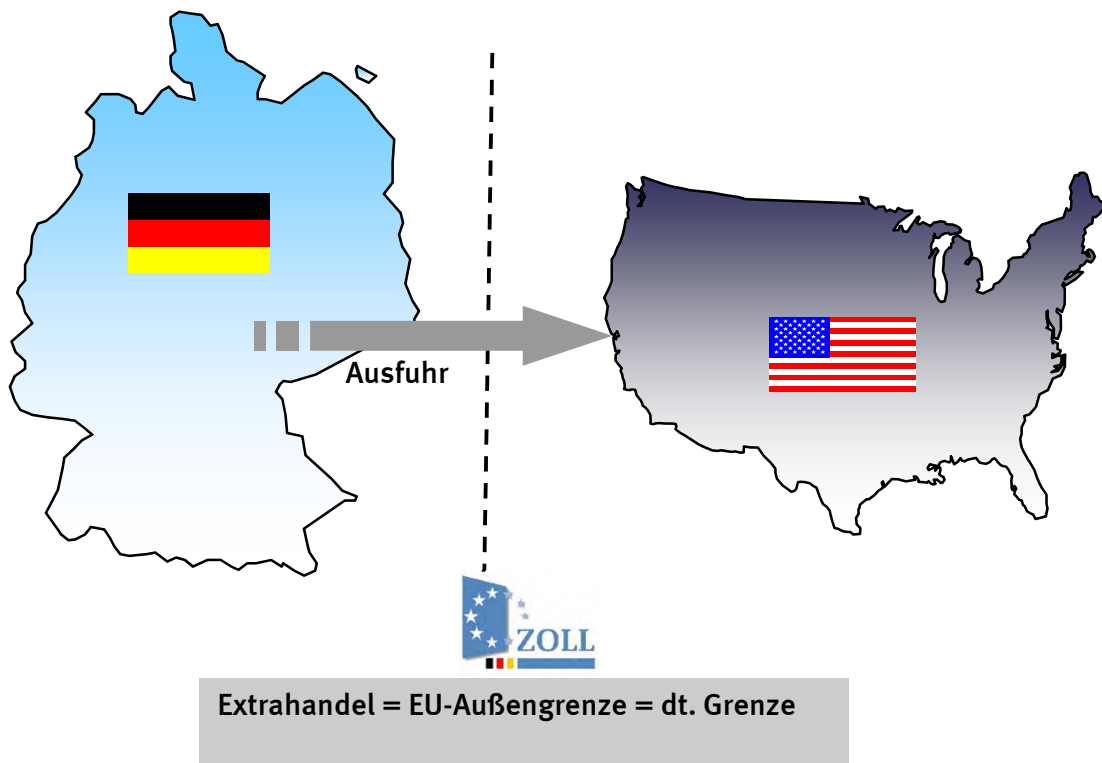 Ausfuhr
ZOLL
Extrahandel = EU-Außengrenze = dt. Grenze